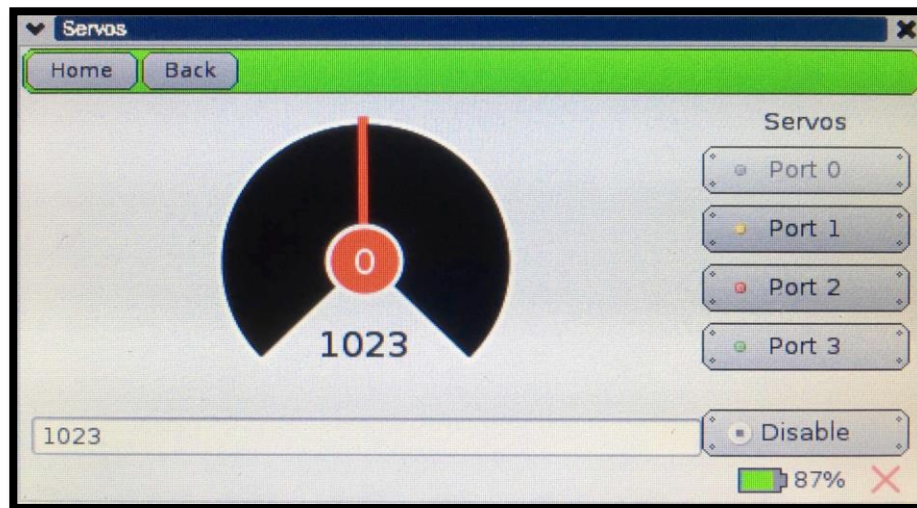 Servos
Home Back
Servos
Port 0
0
Port 1
Port 2
1023
Port 3
1023
Disable
87%